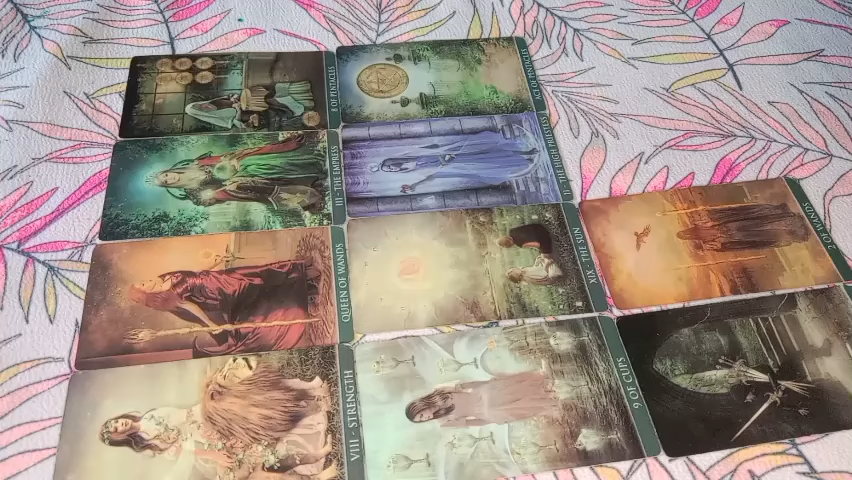 8 OF PENTACLES
ACE OF PENTACLES
III - THE EMPRESS
II - THE HIGH PRIESTESS
QUEEN OF WANDS
XIX - THE SUN
2 OF WANDS
VIII - STRENGTH
9 OF CUPS